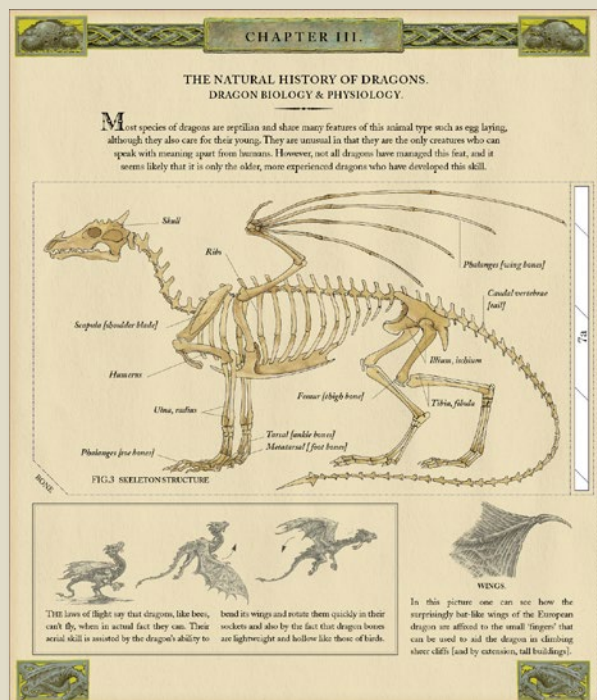 CHAPTER III.
THE NATURAL HISTORY OF DRAGONS.
DRAGON BIOLOGY & PHYSIOLOGY.
Most species of dragons are reptilian and share many features of this animal type such as egg laying,
although they also care for their young. They are unusual in that they are the only creatures who can
speak with meaning apart from humans. However, not all dragons have managed this feat, and it
seems likely that it is only the older, more experienced dragons who have developed this skill.
Skull
Ribs
Phalanges [wing bones]
Caudal vertebrae
[tail]
7a
Scapula [shoulder blade]
Illium, ischium
Humerus
Femur [thigh bone]
Tibia, fibula
Ulna, radius
Tarsal [ankle bones]
Metatarsal [foot bones]
Phalanges [toe bones]
BONE
FIG.3 SKELETON STRUCTURE
THE laws of flight say that dragons, like bees,
can't fly, when in actual fact they can. Their
aerial skill is assisted by the dragon's ability to
bend its wings and rotate them quickly in their
sockets and also by the fact that dragon bones
are lightweight and hollow like those of birds.
WINGS.
In this picture one can see how the
surprisingly bat-like wings of the European
dragon are affixed to the small 'fingers' that
can be used to aid the dragon in climbing
sheer cliffs [and by extension, tall buildings].